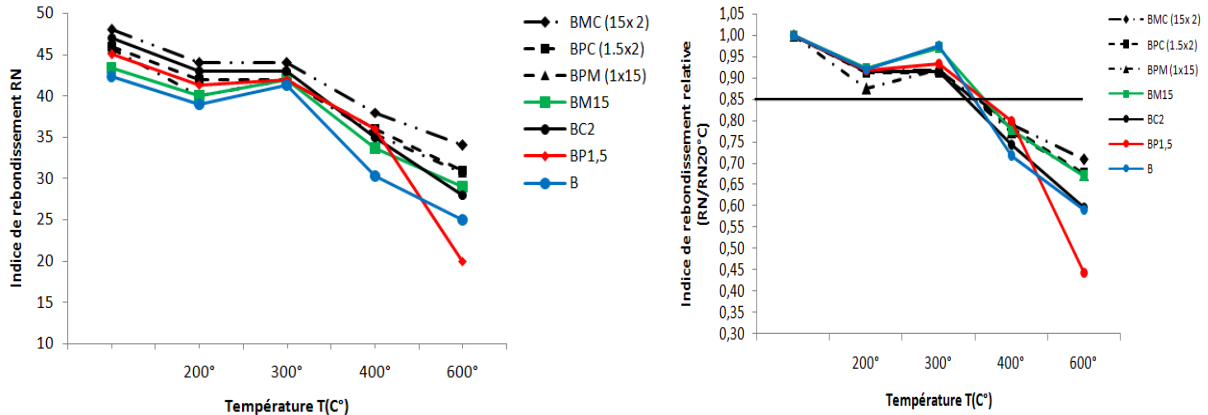 Indice de rebondissement RN
50
45
40
35
30
25
20
15
10
200° 300° 400° 600°
Température T(C°)
BMC (15x 2)
BPC (1.5x2)
BPM (1x15)
BM15
BC2
BP1,5
B
Indice de rebondissement relative
(RN/RN20°C)
1,05
1,00
0,95
0,90
0,85
0,80
0,75
0,70
0,65
0,60
0,55
0,50
0,45
0,40
0,35
0,30
200° 300° 400° 600°
Température T(C°)
BMC (15x 2)
BPC (1.5x2)
BPM (1x15)
BM15
BC2
BP1,5
B